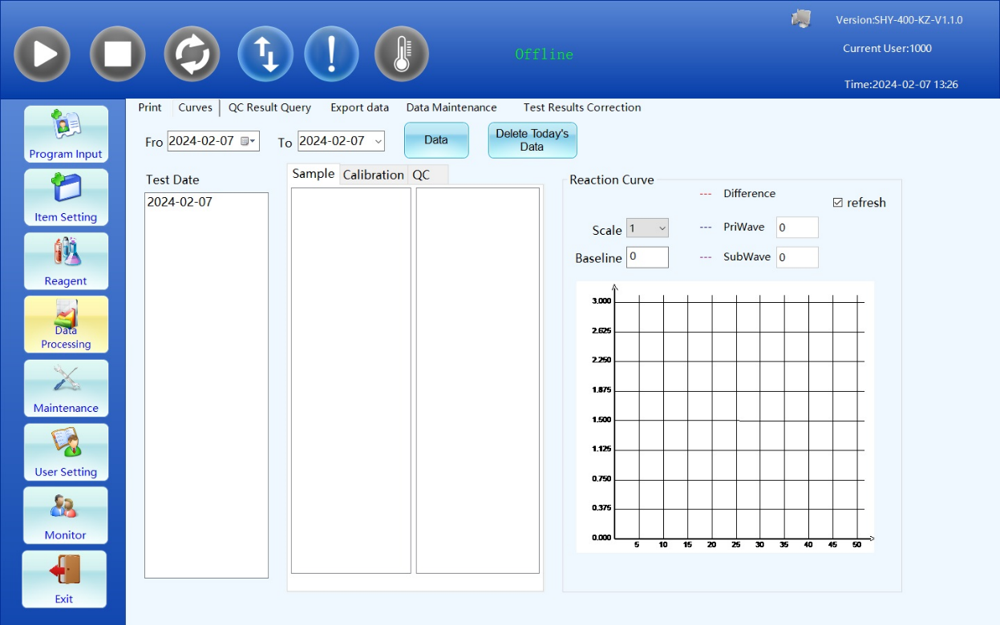 Version:SHY-400-KZ-V1.1.0
Current User:1000
Offline
Time:2024-02-07 13:26
Program Input
Item Setting
Reagent
Data
Processing
Maintenance
User Setting
Monitor
Exit
Print Curves QC Result Query Export data Data Maintenance Test Results Correction
Fro 2024-02-07 To 2024-02-07 Data Delete Today's
Data
Test Date
2024-02-07
Sample Calibration QC
Reaction Curve
--- Difference
refresh
Scale 1 --- PriWave 0
Baseline 0 --- SubWave 0
3.000
2.625
2.250
1.875
1.500
1.125
0.750
0.375
0.000
5 10 15 20 25 30 35 40 45 50